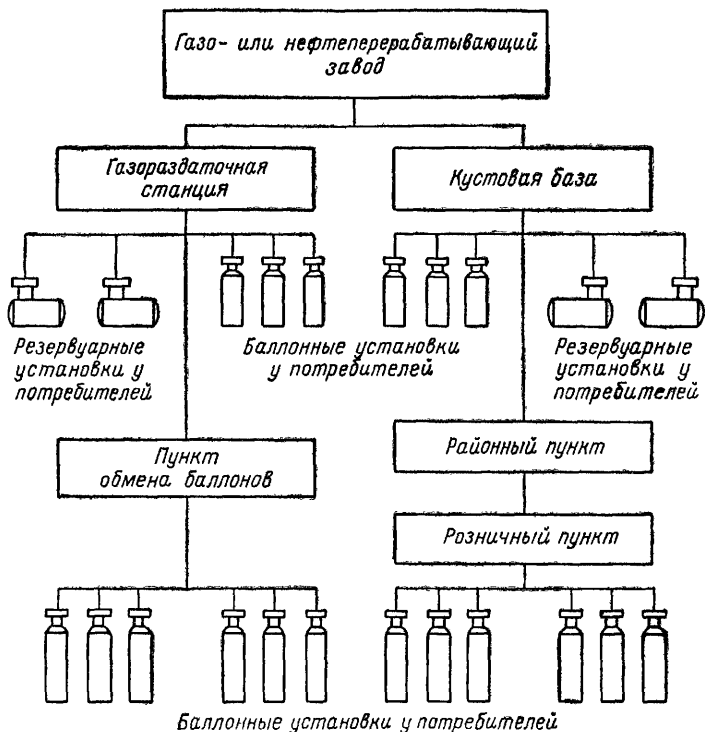 Газо- или нефтеперерабатывающий
завод
Газораздаточная
станция
Кустовая база
Резервуарные
установки у
потребителей
Баллонные установки
у потребителей
Резервуарные
установки у
потребителей
Пункт
обмена баллонов
Районный пункт
Розничный пункт
Баллонные установки у потребителей